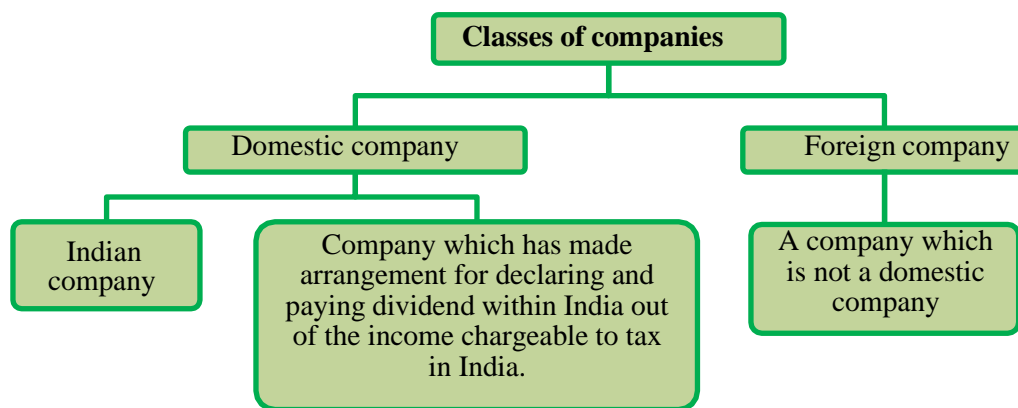 Classes of companies
Domestic company
Foreign company
Indian
company
Company which has made
arrangement for declaring and
paying dividend within India out
of the income chargeable to tax
in India.
A company which
is not a domestic
company